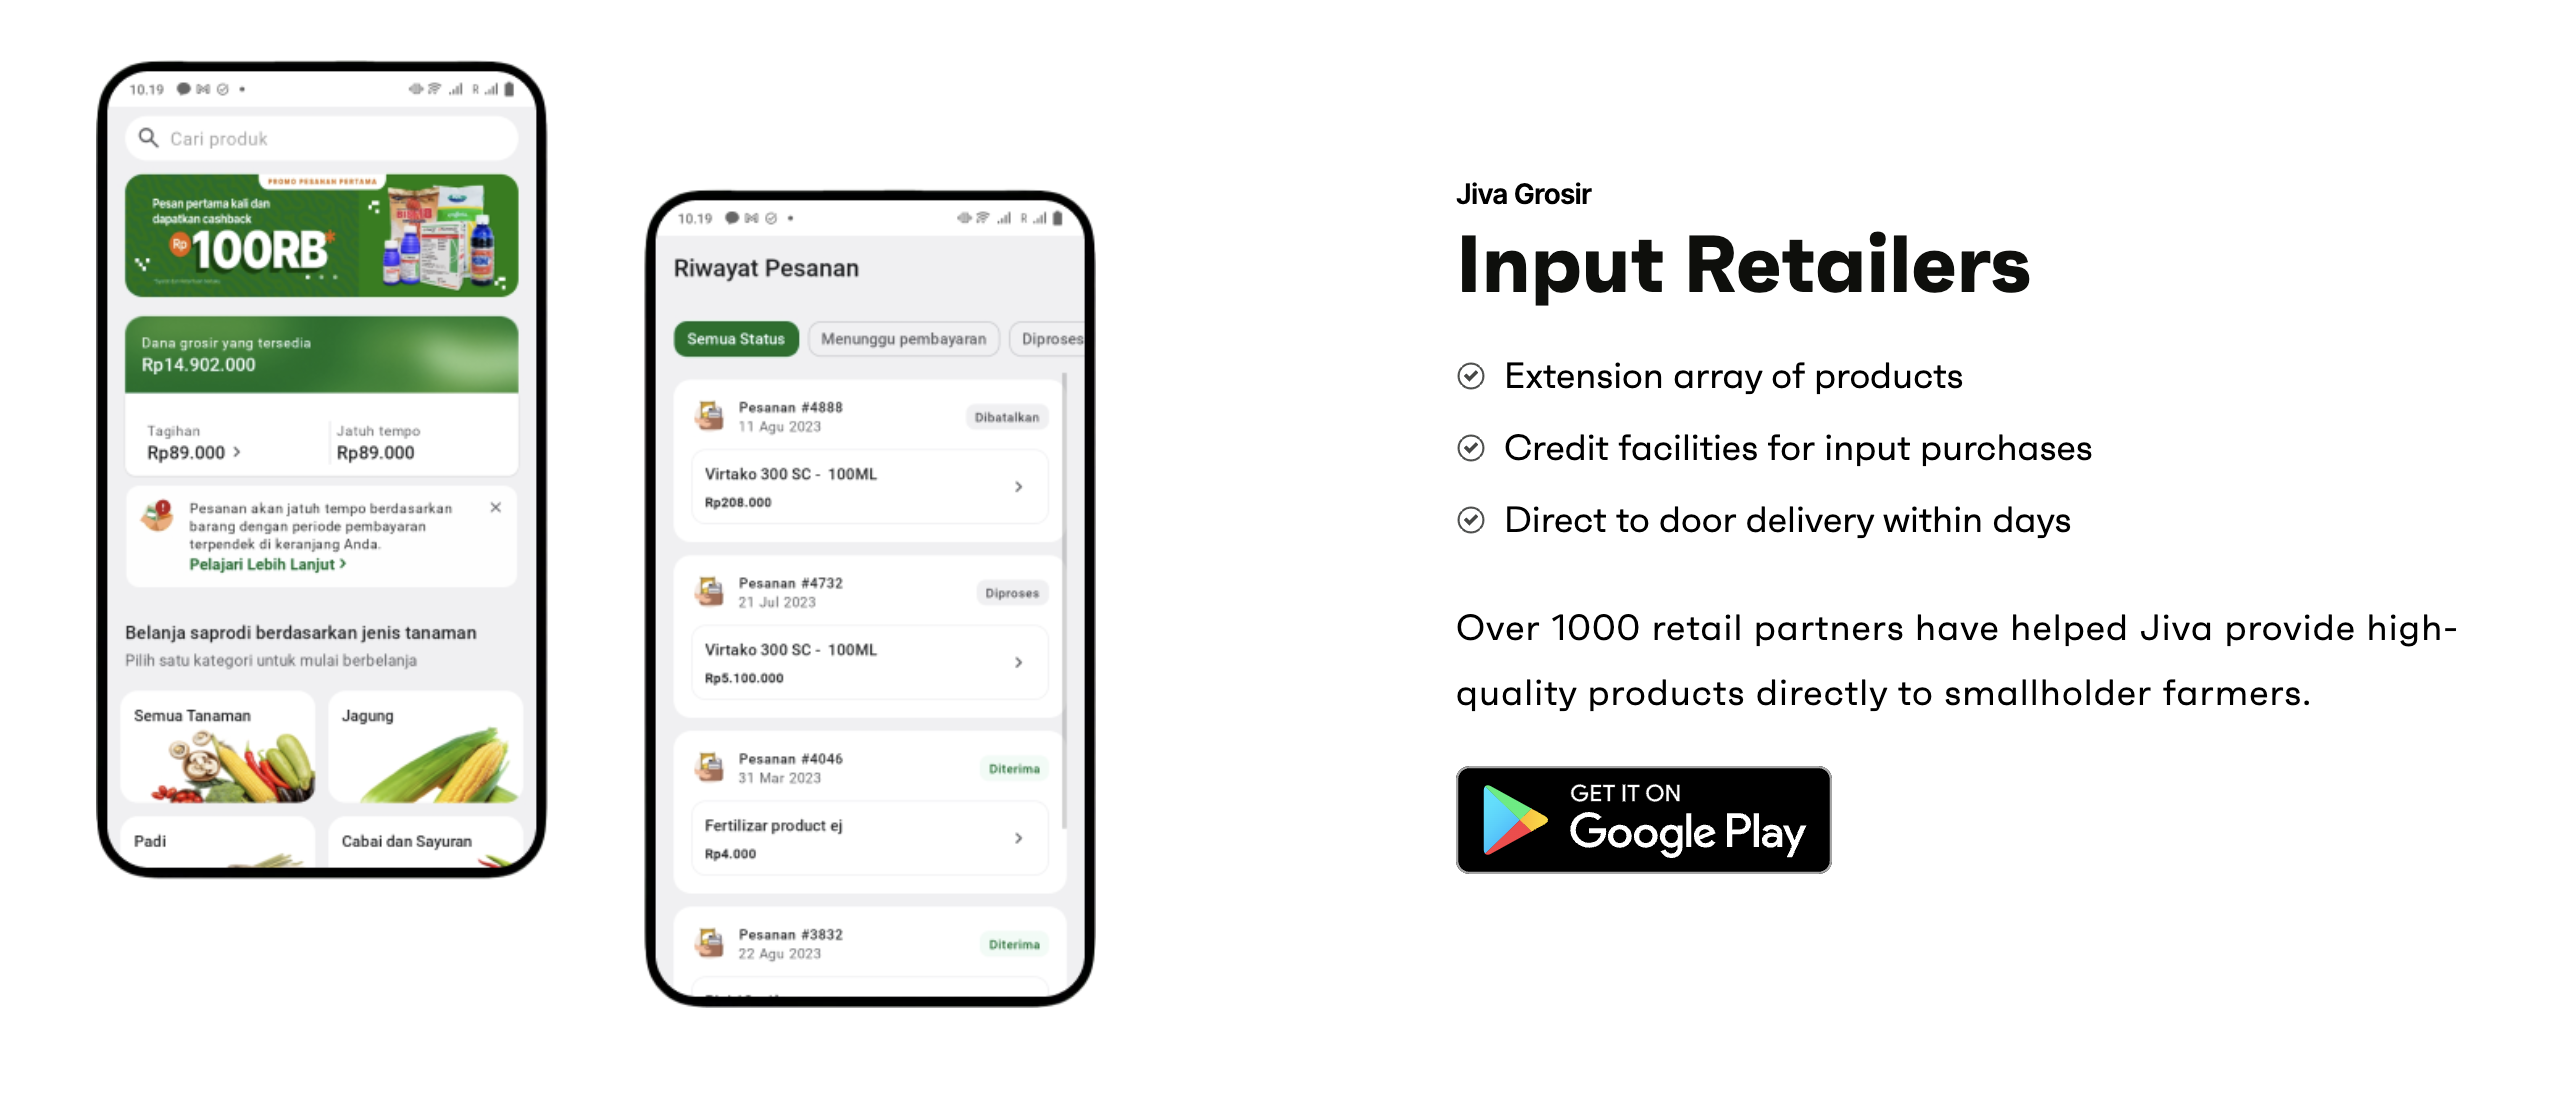 10.19
R
Cari produk
PROMO PESANAN PERTAMA
Pesan pertama kali dan
dapatkan cashback
Rp 100RB*
Dana grosir yang tersedia
Rp14.902.000
Tagihan
Rp89.000 >
Jatuh tempo
Rp89.000
Pesanan akan jatuh tempo berdasarkan
barang dengan periode pembayaran
terpendek di keranjang Anda.
Pelajari Lebih Lanjut >
Belanja saprodi berdasarkan jenis tanaman
Pilih satu kategori untuk mulai berbelanja
Semua Tanaman
Jagung
Padi
Cabai dan Sayuran
10.19
R
Riwayat Pesanan
Semua Status
Menunggu pembayaran
Diproses
Pesanan #4888
11 Agu 2023
Dibatalkan
Virtako 300 SC - 100ML
Rp208.000
Pesanan #4732
21 Jul 2023
Diproses
Virtako 300 SC - 100ML
Rp5.100.000
Pesanan #4046
31 Mar 2023
Diterima
Fertilizar product ej
Rp4.000
Pesanan #3832
22 Agu 2023
Diterima
Jiva Grosir
Input Retailers
Extension array of products
Credit facilities for input purchases
Direct to door delivery within days
Over 1000 retail partners have helped Jiva provide high-
quality products directly to smallholder farmers.
GET IT ON
Google Play